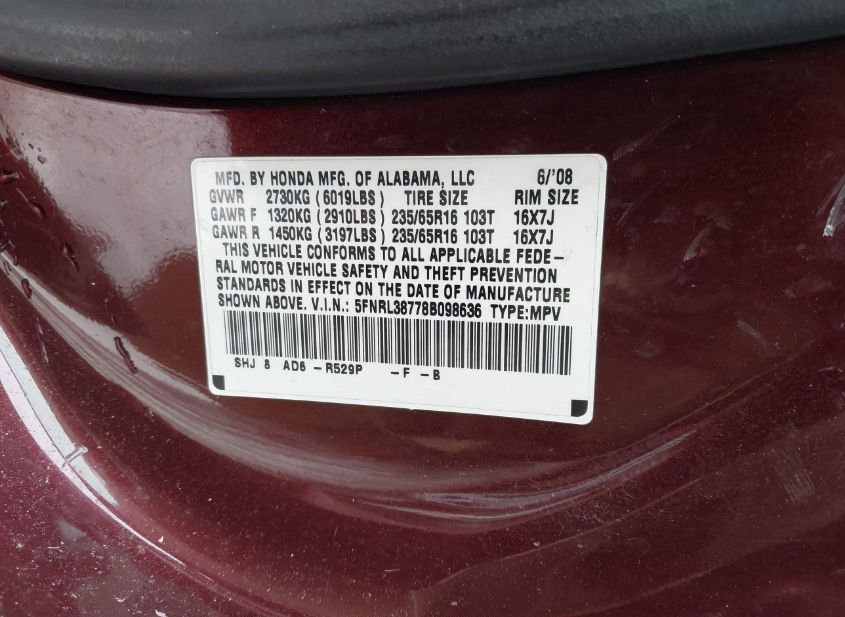 MFD. BY HONDA MFG. OF ALABAMA, LLC 6/'08
GVWR 2730KG (6019LBS) TIRE SIZE RIM SIZE
GAWR F 1320KG (2910LBS) 235/65R16 103T 16X7J
GAWR R 1450KG (3197LBS) 235/65R16 103T 16X7J
THIS VEHICLE CONFORMS TO ALL APPLICABLE FEDE-
RAL MOTOR VEHICLE SAFETY AND THEFT PREVENTION
STANDARDS IN EFFECT ON THE DATE OF MANUFACTURE
SHOWN ABOVE. V.I.N.: 5FNRL38778B098636 TYPE:MPV
SHJ 8 AD6 -R529P -F -B